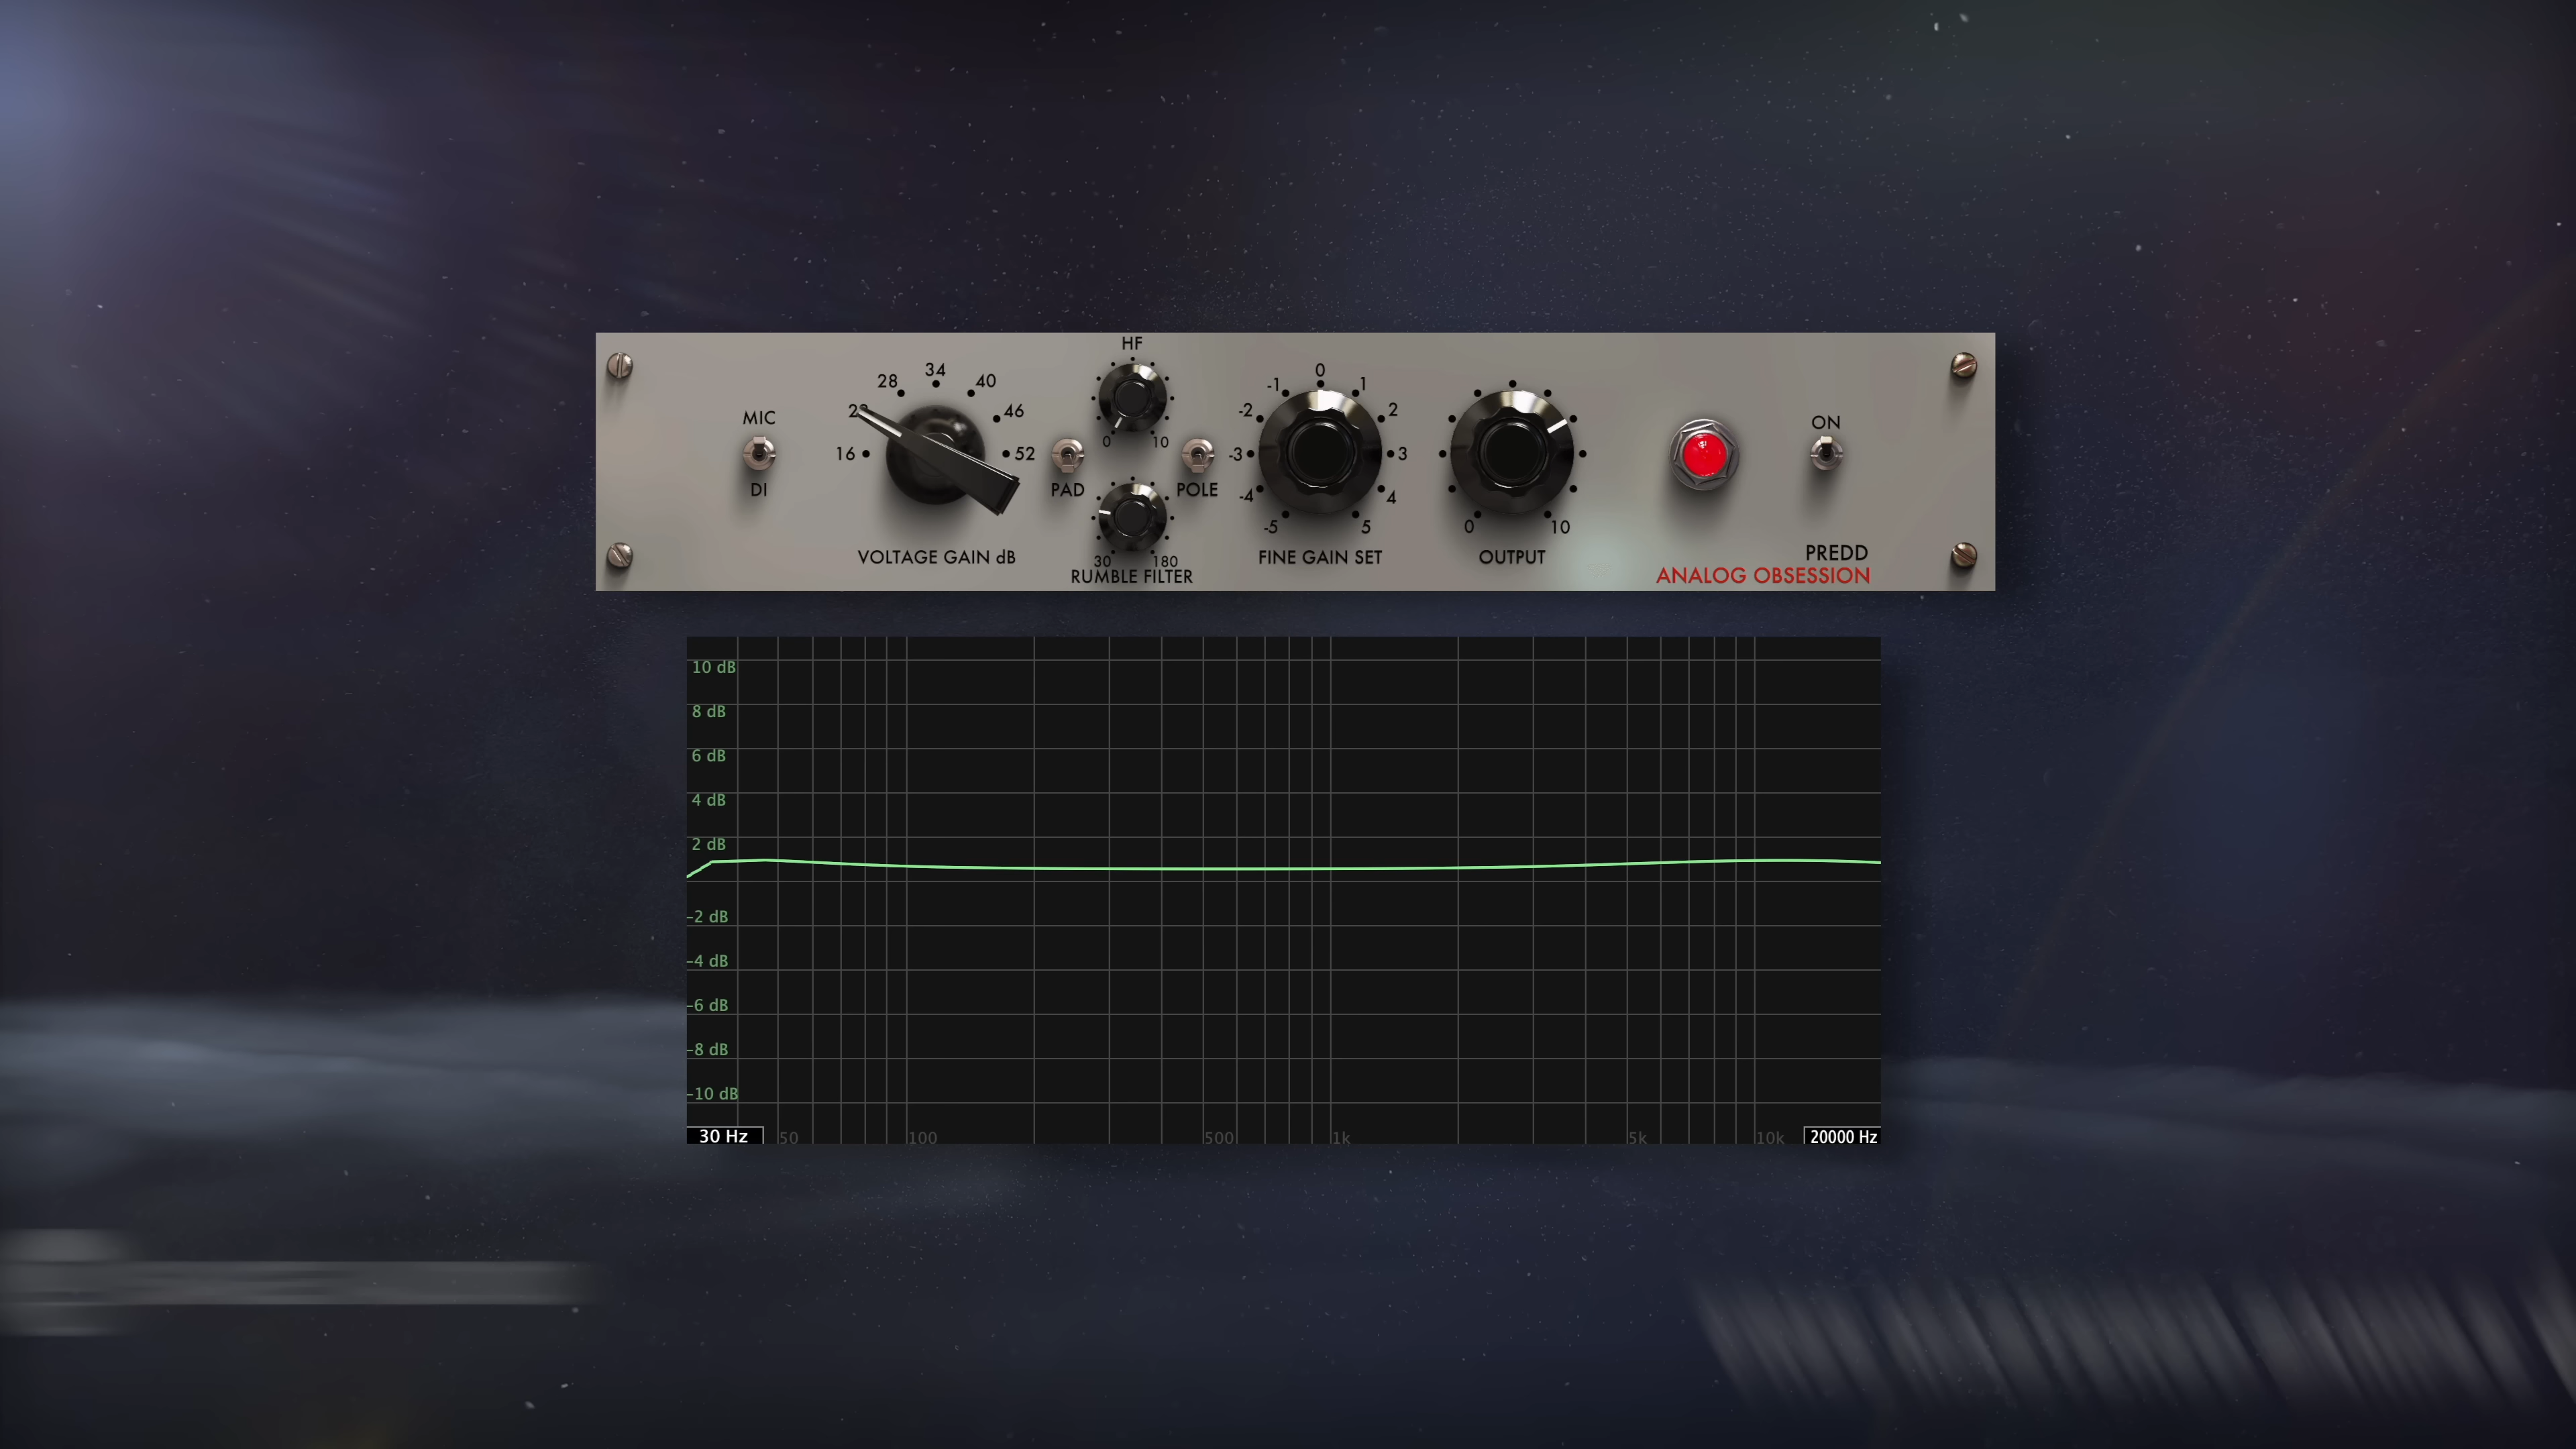 HF
34
28
40
0
-1
1
46
-2
2
MIC
ON
0
10
16
52
-3
3
DI
PAD
POLE
-4
4
-5
5
0
10
VOLTAGE GAIN dB
30
180
FINE GAIN SET
OUTPUT
PREDD
RUMBLE FILTER
ANALOG OBSESSION
10 dB
8 dB
6 dB
4 dB
2 dB
-2 dB
-4 dB
-6 dB
-8 dB
-10 dB
30 Hz
50
100
500
1k
5k
10k
20000 Hz